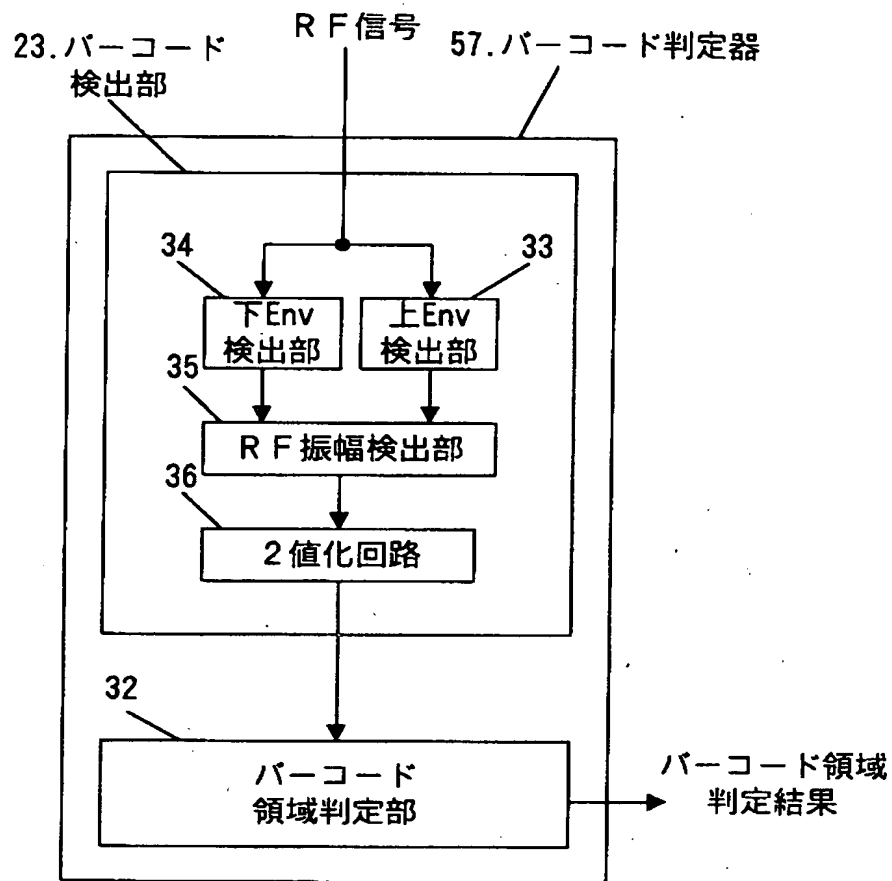 RF信号
23.バーコード
検出部
57.バーコード判定器
34
33
下Env
検出部
上Env
検出部
35
RF振幅検出部
36
2値化回路
32
バーコード
領域判定部
バーコード領域
判定結果